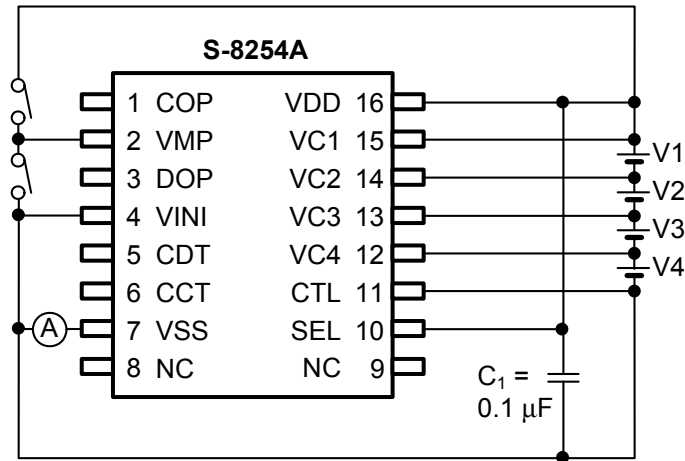 S-8254A
1 COP VDD 16
2 VMP VC1 15
3 DOP VC2 14
4 VINI VC3 13
5 CDT VC4 12
6 CCT CTL 11
7 VSS SEL 10
8 NC NC 9
A
V1
V2
V3
V4
C₁ =
0.1 µF